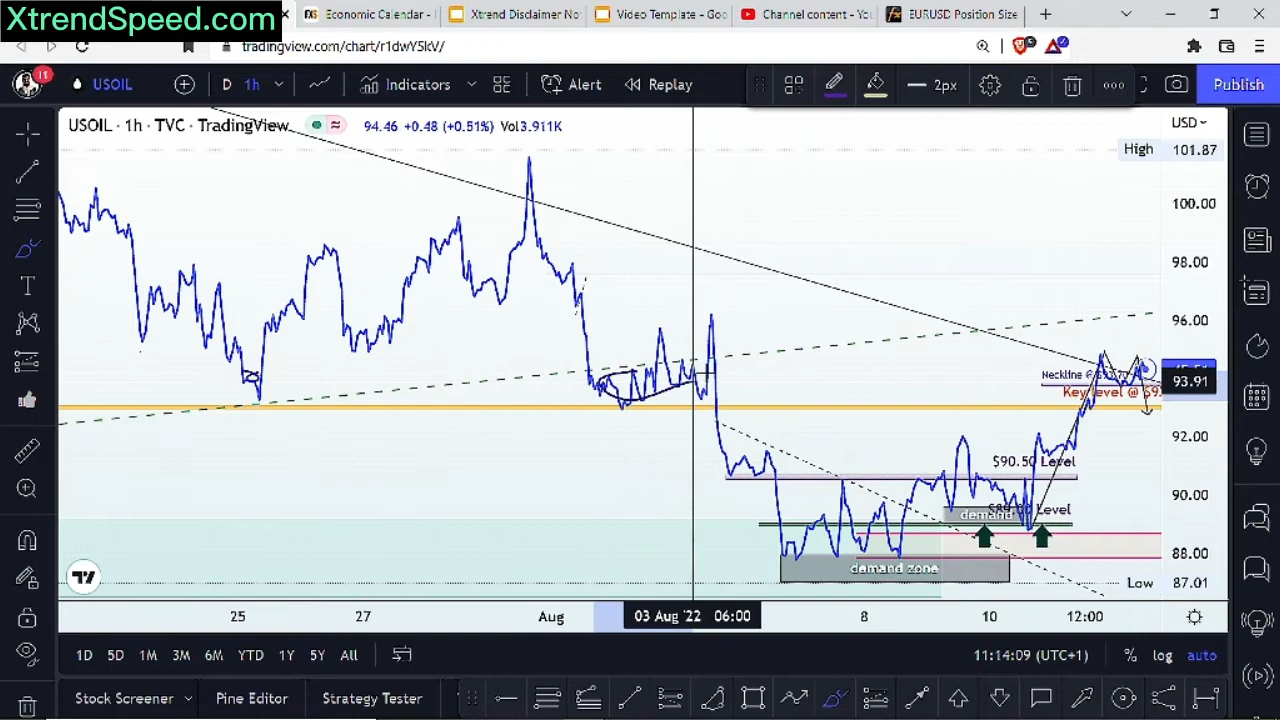 XtrendSpeed.com
Economic Calendar - I
Xtrend Disclaimer No
Video Template - Goo
Channel content - Yo
EURUSD Position Size
tradingview.com/chart/r1dwY5kV/
11
USOIL
D
1h
Indicators
Alert
Replay
2px
Publish
USOIL · 1h · TVC · TradingView
94.46 +0.48 (+0.51%) Vol3.911K
USD
High 101.87
100.00
98.00
96.00
93.91
92.00
90.00
88.00
Low 87.01
Neckline @
Key level @ $93
$90.50 Level
Level
demand
demand zone
25
27
Aug
03 Aug '22 06:00
8
10
12:00
1D 5D 1M 3M 6M YTD 1Y 5Y All
11:14:09 (UTC+1)
% log auto
Stock Screener
Pine Editor
Strategy Tester